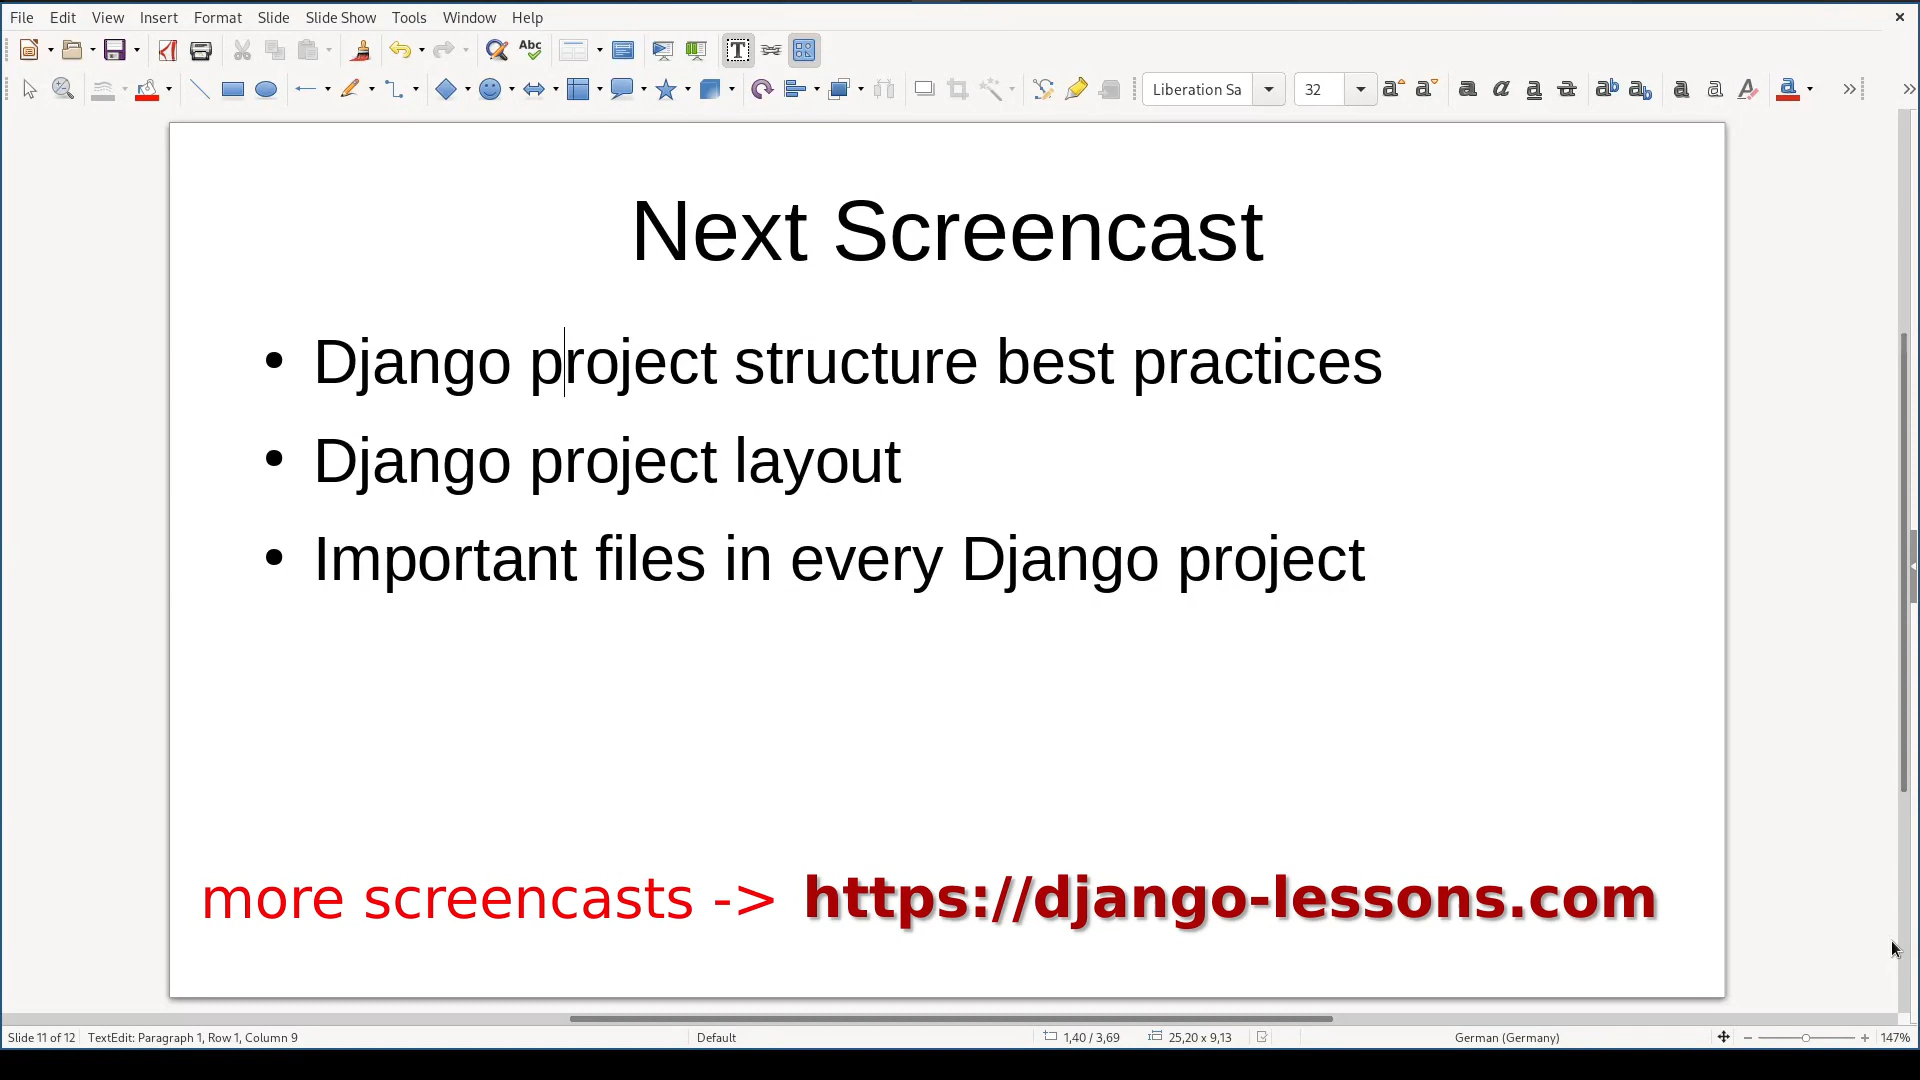 File Edit View Insert Format Slide Slide Show Tools Window Help
Abc
T
Liberation Sa 32
Next Screencast
• Django project structure best practices
• Django project layout
• Important files in every Django project
more screencasts -> https://django-lessons.com
Slide 11 of 12 TextEdit: Paragraph 1, Row 1, Column 9 Default 1,40 / 3,69 25,20 x 9,13 German (Germany) 147%